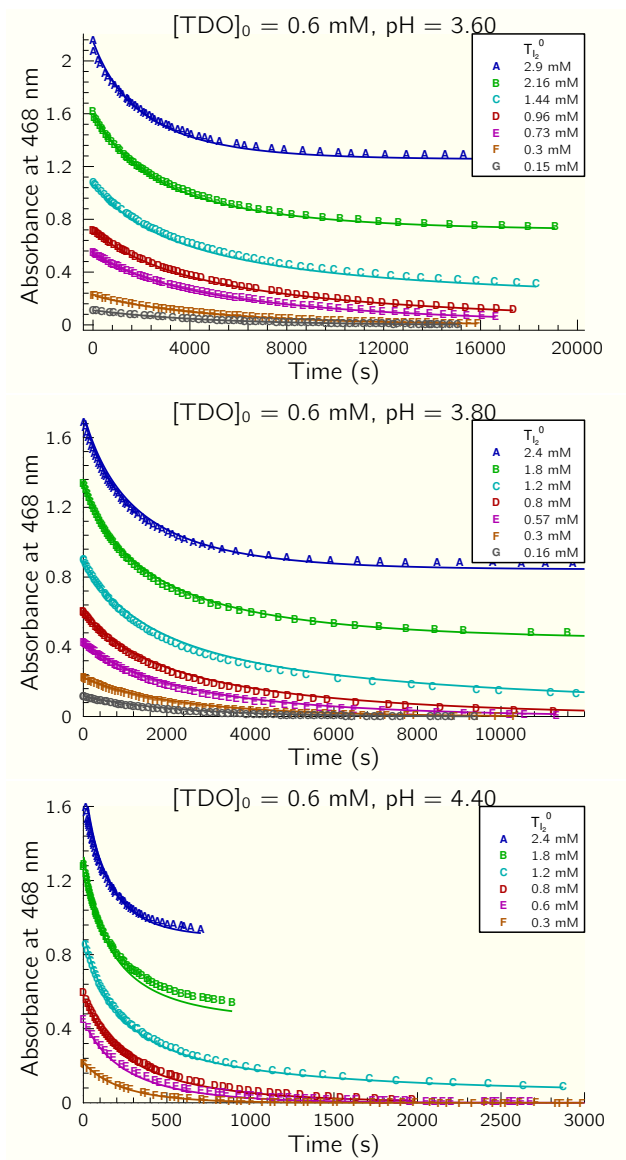 [TDO]₀ = 0.6 mM, pH = 3.60
T_I₂⁰
A 2.9 mM
B 2.16 mM
C 1.44 mM
D 0.96 mM
E 0.73 mM
F 0.3 mM
G 0.15 mM
Absorbance at 468 nm
2
1.6
1.2
0.8
0.4
0
0 4000 8000 12000 16000 20000
Time (s)
[TDO]₀ = 0.6 mM, pH = 3.80
T_I₂⁰
A 2.4 mM
B 1.8 mM
C 1.2 mM
D 0.8 mM
E 0.57 mM
F 0.3 mM
G 0.16 mM
Absorbance at 468 nm
1.6
1.2
0.8
0.4
0
0 2000 4000 6000 8000 10000
Time (s)
[TDO]₀ = 0.6 mM, pH = 4.40
T_I₂⁰
A 2.4 mM
B 1.8 mM
C 1.2 mM
D 0.8 mM
E 0.6 mM
F 0.3 mM
Absorbance at 468 nm
1.6
1.2
0.8
0.4
0
0 500 1000 1500 2000 2500 3000
Time (s)